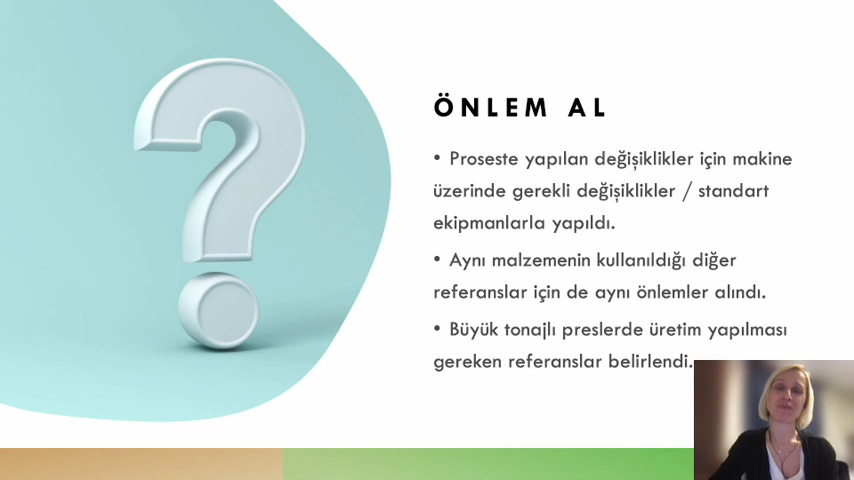 ÖNLEM AL
• Proseste yapılan değişiklikler için makine
üzerinde gerekli değişiklikler / standart
ekipmanlarla yapıldı.
• Aynı malzemenin kullanıldığı diğer
referanslar için de aynı önlemler alındı.
• Büyük tonajlı preslerde üretim yapılması
gereken referanslar belirlendi.